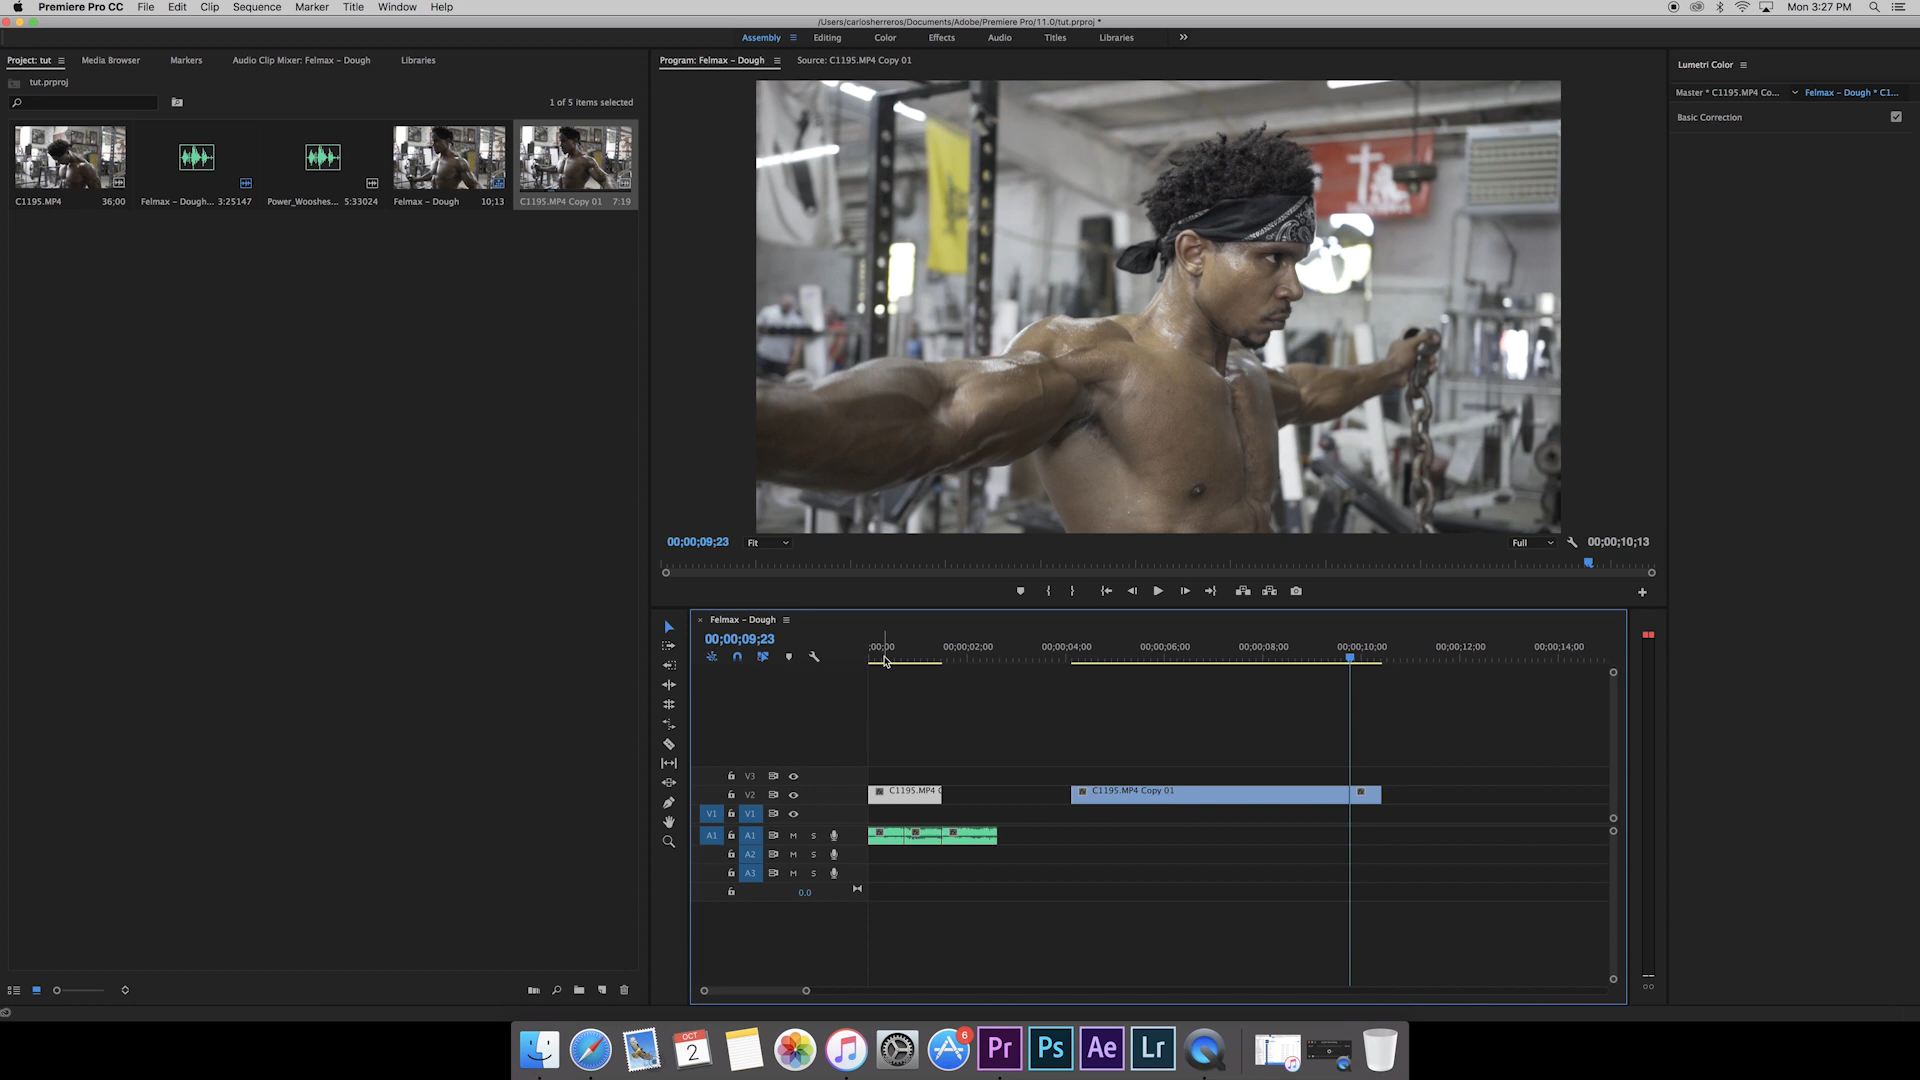 Premiere Pro CC File Edit Clip Sequence Marker Title Window Help Mon 3:27 PM
/Users/carlosherreros/Documents/Adobe/Premiere Pro/11.0/tut.prproj *
Assembly Editing Color Effects Audio Titles Libraries
Project: tut Media Browser Markers Audio Clip Mixer: Felmax – Dough Libraries
Program: Felmax – Dough Source: C1195.MP4 Copy 01
Lumetri Color
tut.prproj
Master * C1195.MP4 Co... Felmax – Dough * C1...
1 of 5 items selected
Basic Correction
C1195.MP4 36;00
Felmax – Dough... 3:25147
Power_Wooshes... 5:33024
Felmax – Dough 10;13
C1195.MP4 Copy 01 7:19
00;00;09;23 Fit Full 00;00;10;13
Felmax – Dough
00;00;09;23
;00;00 00;00;02;00 00;00;04;00 00;00;06;00 00;00;08;00 00;00;10;00 00;00;12;00 00;00;14;00
V3
V2 C1195.MP4 C C1195.MP4 Copy 01
V1 V1
A1 A1 M S
A2 M S
A3 M S
0.0
OCT
2
6
Pr Ps Ae Lr